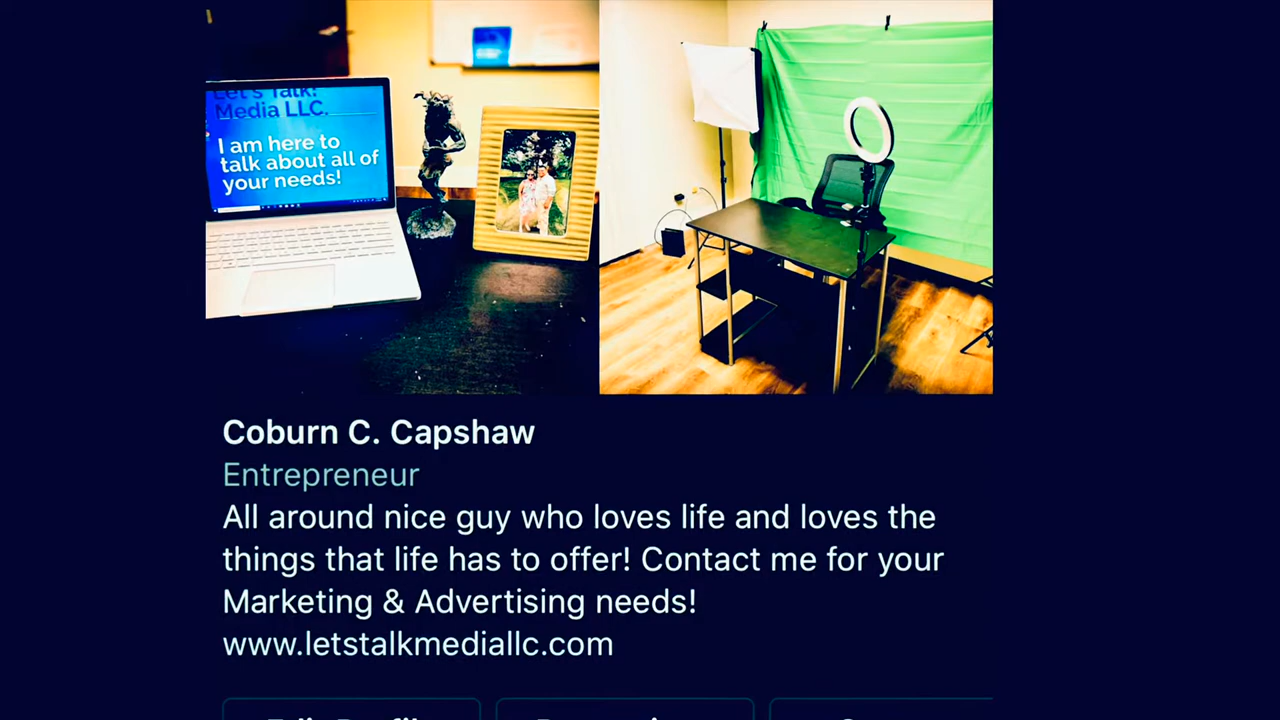 Let's Talk:
Media LLC.
I am here to
talk about all of
your needs!
Coburn C. Capshaw
Entrepreneur
All around nice guy who loves life and loves the
things that life has to offer! Contact me for your
Marketing & Advertising needs!
www.letstalkmediallc.com